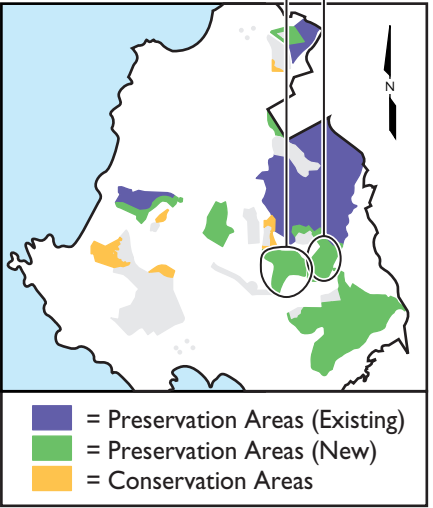 N
= Preservation Areas (Existing)
= Preservation Areas (New)
= Conservation Areas